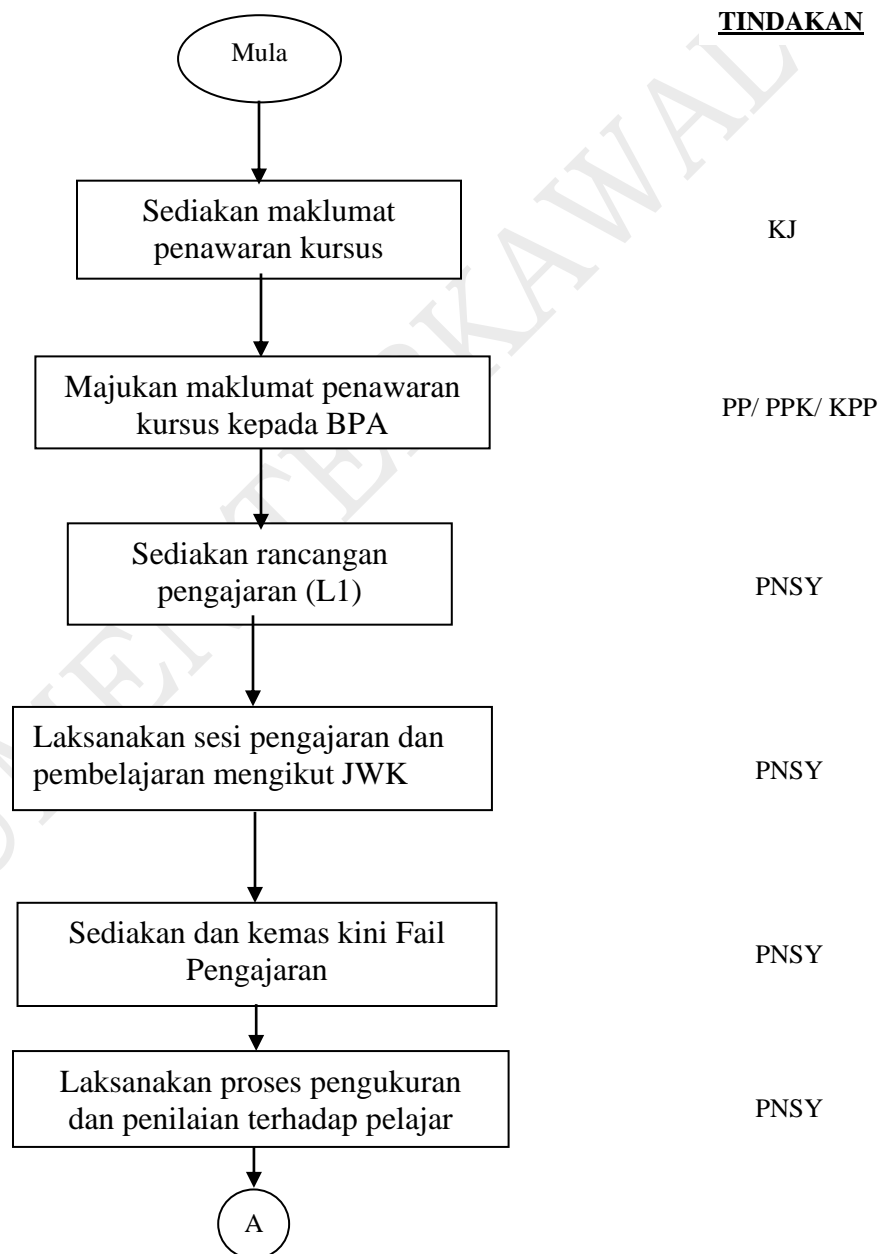 TINDAKAN
Mula
Sediakan maklumat
penawaran kursus
KJ
Majukan maklumat penawaran
kursus kepada BPA
PP/ PPK/ KPP
Sediakan rancangan
pengajaran (L1)
PNSY
Laksanakan sesi pengajaran dan
pembelajaran mengikut JWK
PNSY
Sediakan dan kemas kini Fail
Pengajaran
PNSY
Laksanakan proses pengukuran
dan penilaian terhadap pelajar
PNSY
A